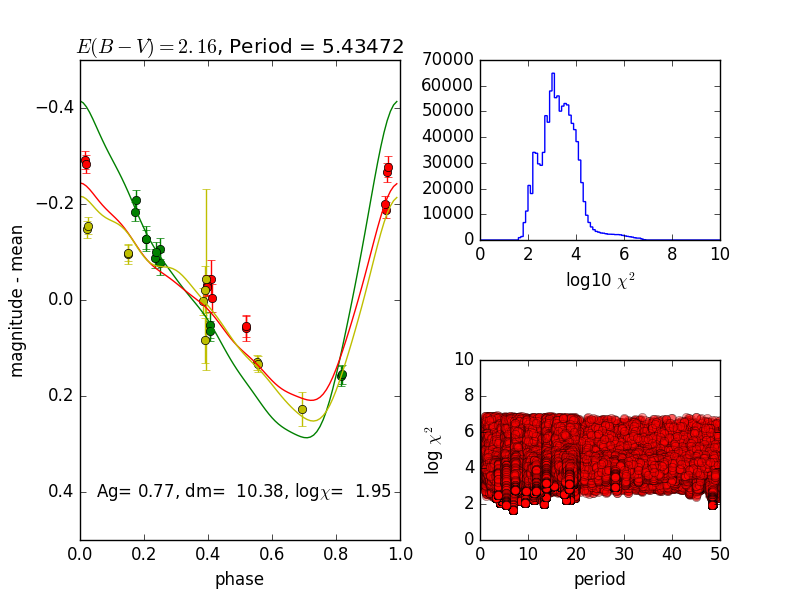 E(B−V)=2.16, Period = 5.43472
−0.4
−0.2
0.0
0.2
0.4
magnitude - mean
Ag= 0.77, dm= 10.38, logχ= 1.95
0.0 0.2 0.4 0.6 0.8 1.0
phase
70000
60000
50000
40000
30000
20000
10000
0
0 2 4 6 8 10
log10 χ²
10
8
6
4
2
0
log χ²
0 10 20 30 40 50
period